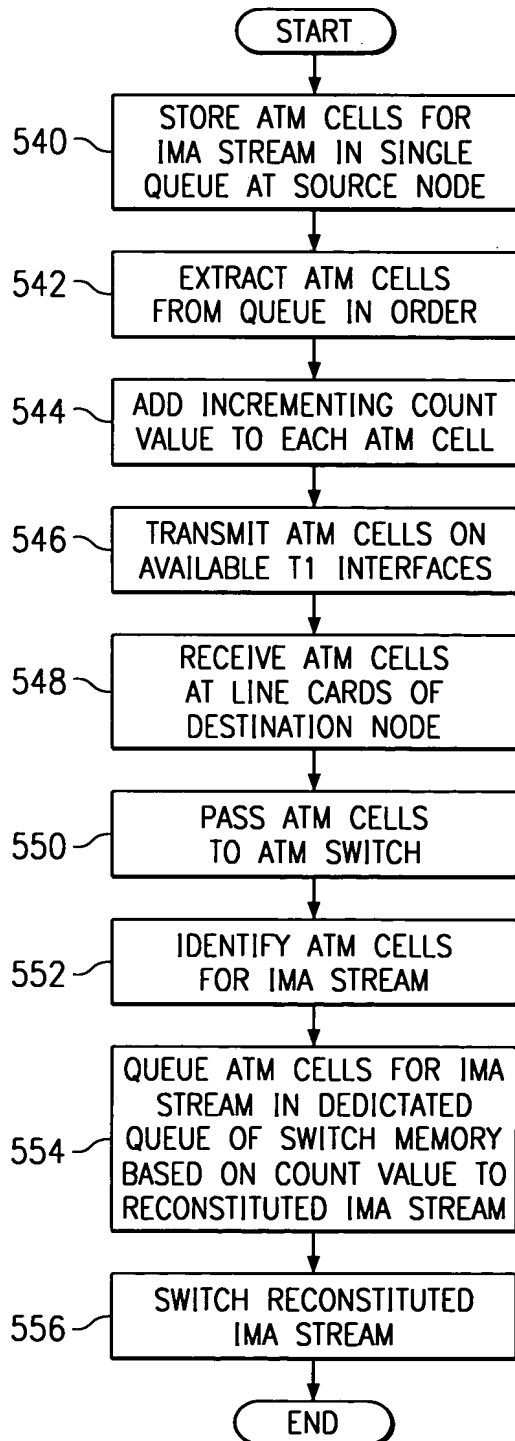 START
540
STORE ATM CELLS FOR
IMA STREAM IN SINGLE
QUEUE AT SOURCE NODE
542
EXTRACT ATM CELLS
FROM QUEUE IN ORDER
544
ADD INCREMENTING COUNT
VALUE TO EACH ATM CELL
546
TRANSMIT ATM CELLS ON
AVAILABLE T1 INTERFACES
548
RECEIVE ATM CELLS
AT LINE CARDS OF
DESTINATION NODE
550
PASS ATM CELLS
TO ATM SWITCH
552
IDENTIFY ATM CELLS
FOR IMA STREAM
554
QUEUE ATM CELLS FOR IMA
STREAM IN DEDICTATED
QUEUE OF SWITCH MEMORY
BASED ON COUNT VALUE TO
RECONSTITUTED IMA STREAM
556
SWITCH RECONSTITUTED
IMA STREAM
END